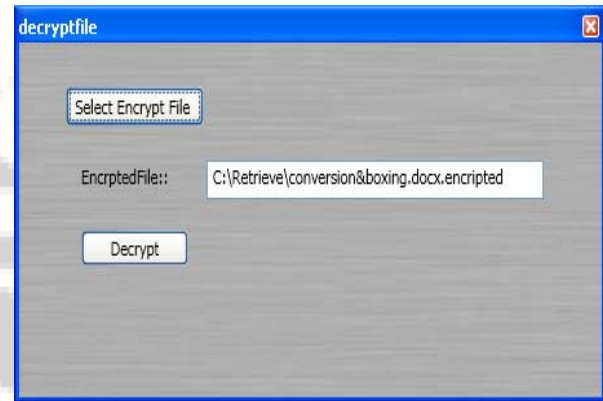 decryptfile
Select Encrypt File
EncrptedFile:: C:\Retrieve\conversion&boxing.docx.encripted
Decrypt